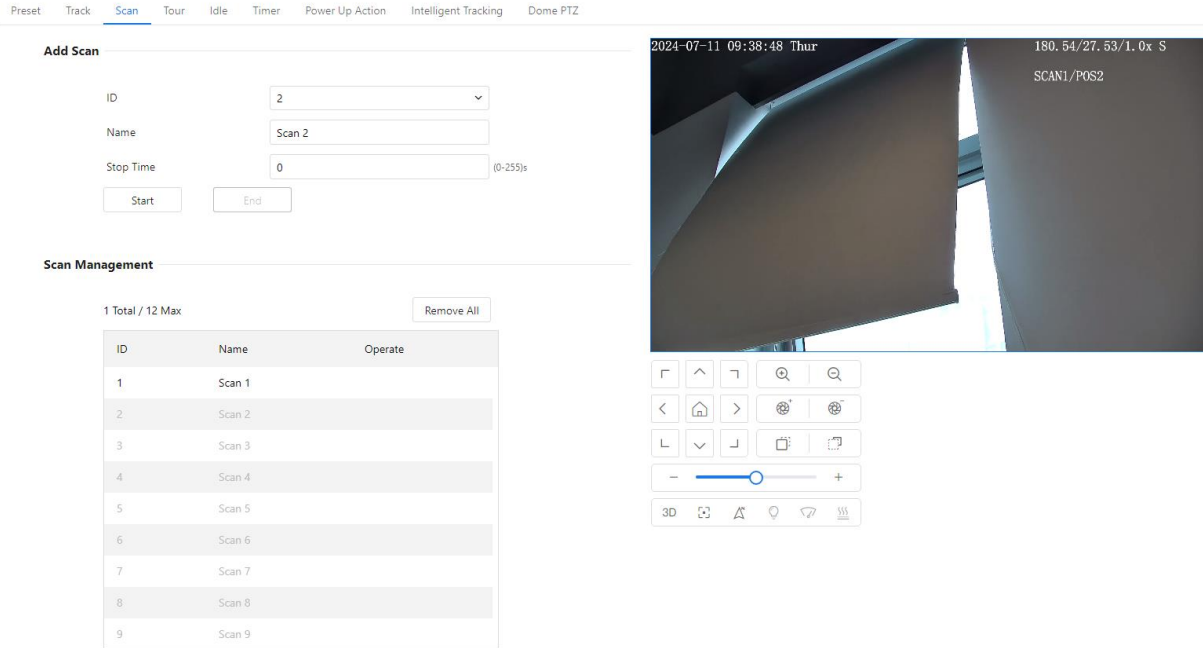 Preset Track Scan Tour Idle Timer Power Up Action Intelligent Tracking Dome PTZ
Add Scan
ID 2
Name Scan 2
Stop Time 0 (0-255)s
Start End
Scan Management
1 Total / 12 Max Remove All
ID Name Operate
1 Scan 1
2 Scan 2
3 Scan 3
4 Scan 4
5 Scan 5
6 Scan 6
7 Scan 7
8 Scan 8
9 Scan 9
2024-07-11 09:38:48 Thur 180.54/27.53/1.0x S
SCAN1/POS2
3D